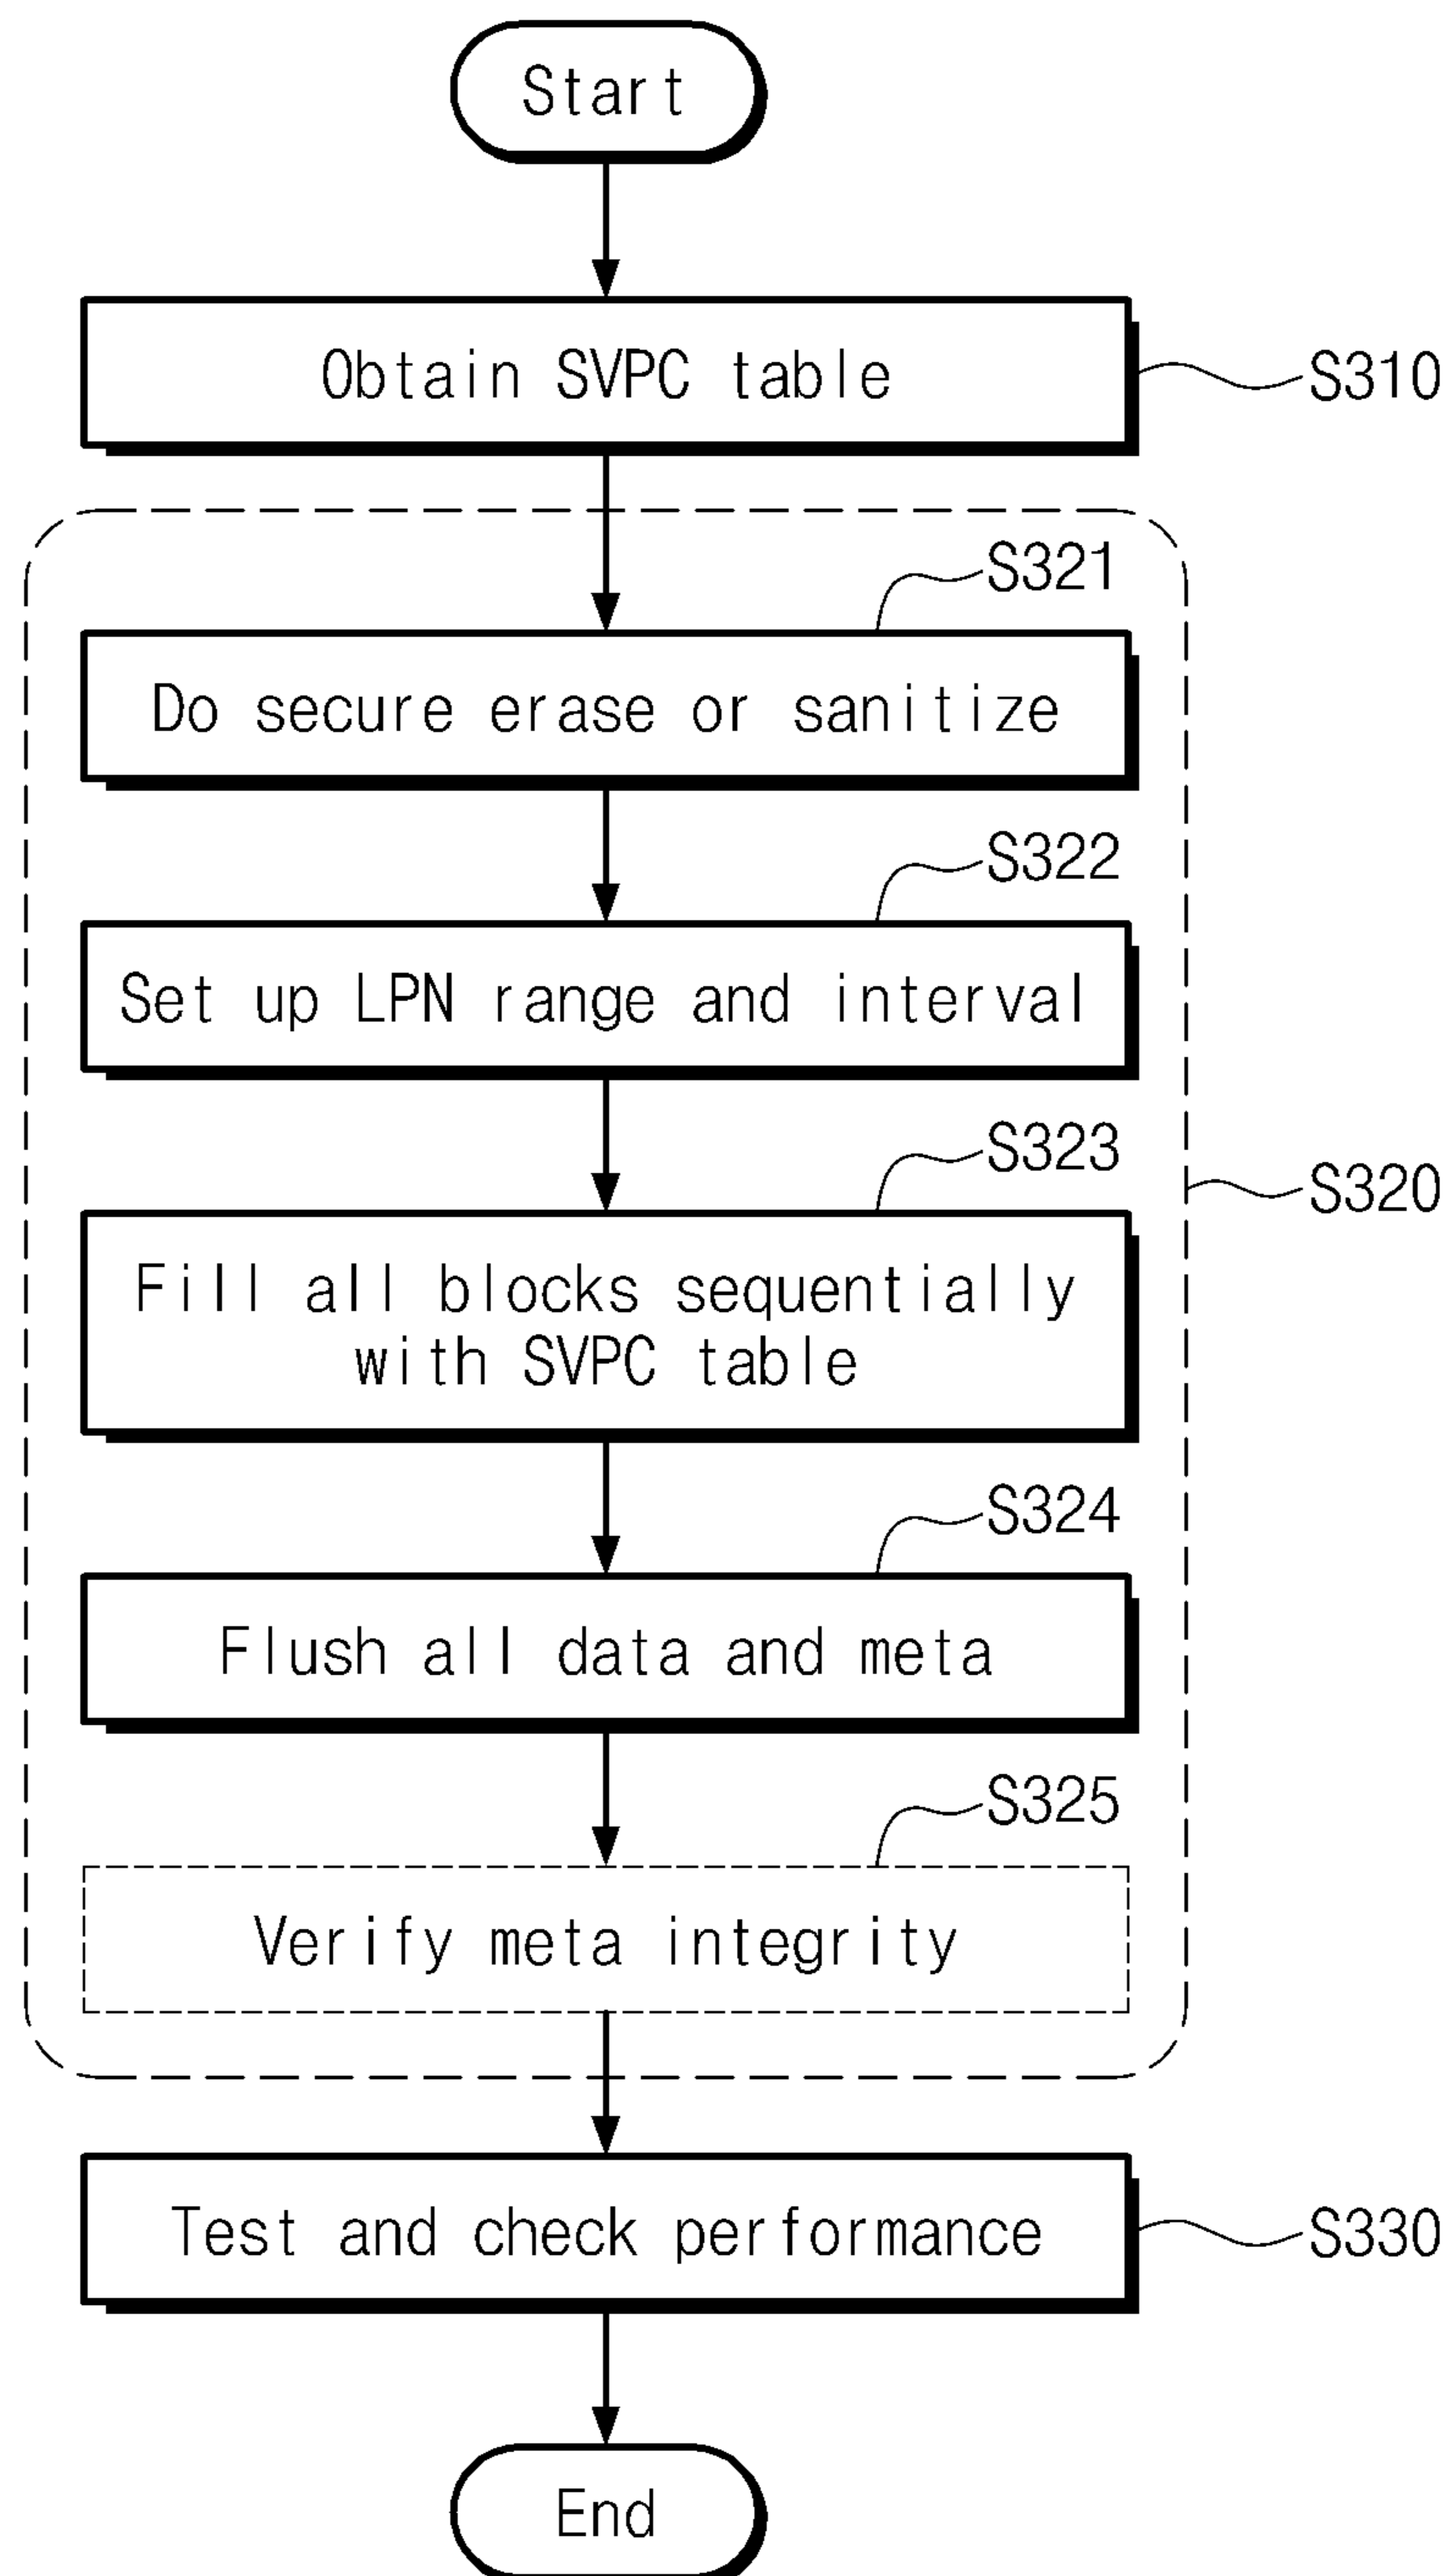 Start
Obtain SVPC table
S310
S321
Do secure erase or sanitize
S322
Set up LPN range and interval
S323
S320
Fill all blocks sequentially
with SVPC table
S324
Flush all data and meta
S325
Verify meta integrity
Test and check performance
S330
End